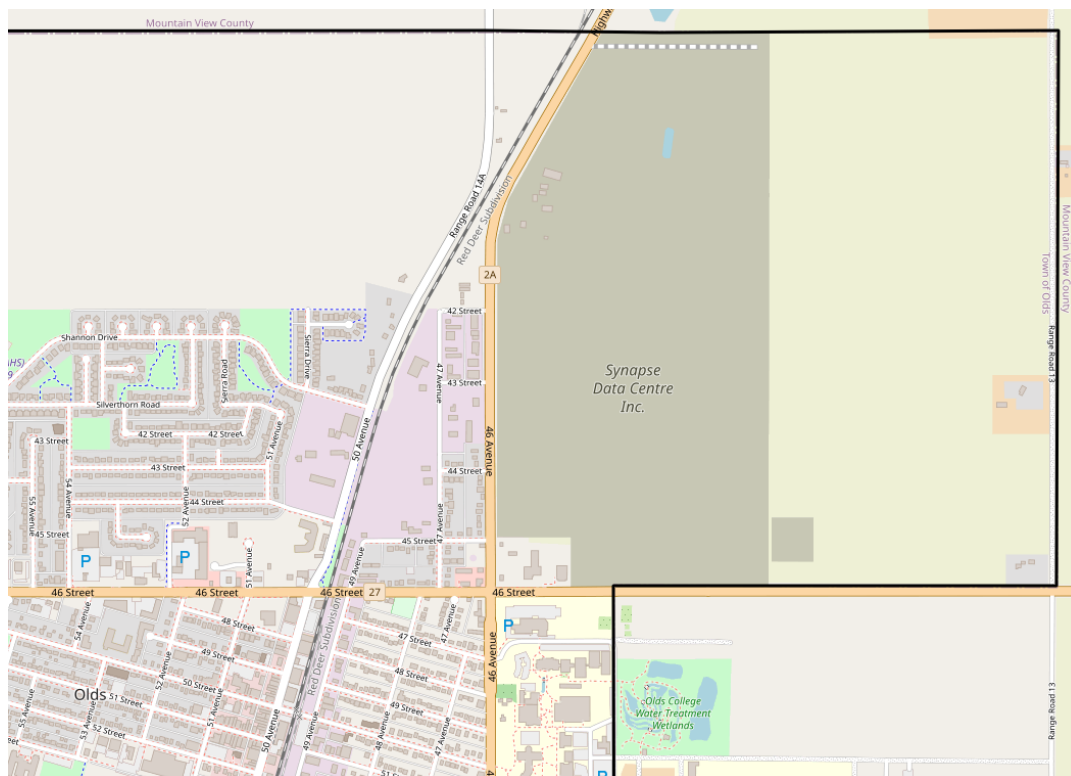 Mountain View County
Highw
Range Road 14A
Red Deer Subdivision
2A
Town of Olds
Mountain View County
Range Road 13
42 Street
Shannon Drive
Sierra Drive
Sierra Road
Silverthorn Road
47 Avenue
43 Street
Synapse
Data Centre
Inc.
42 Street
42 Street
51 Avenue
50 Avenue
46 Avenue
43 Street
43 Street
44 Street
44 Street
54 Avenue
55 Avenue
52 Avenue
45 Street
45 Street
47 Avenue
49 Avenue
51 Avenue
P
P
46 Street
46 Street
46 Street
27
46 Street
Red Deer Subdivision
54 Avenue
48 Street
47 Street
47 Avenue
46 Avenue
P
49 Street
48 Street
50 Street
49 Street
51 Street
52 Street
52 Avenue
51 Avenue
53 Avenue
55 Avenue
50 Avenue
49 Avenue
48 Avenue
47 Avenue
Olds
Olds College
Water Treatment
Wetlands
Range Road 13
P